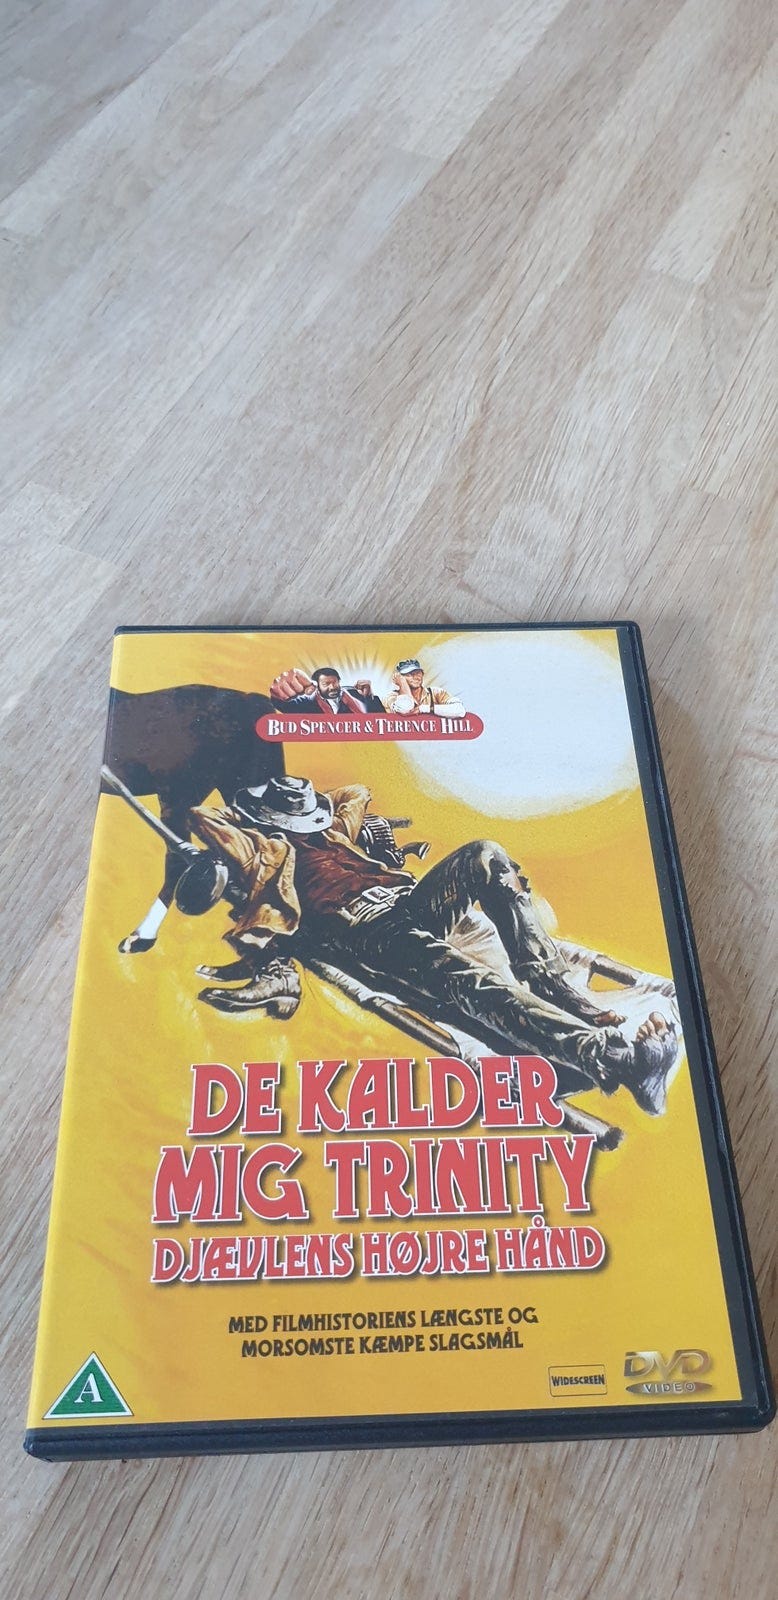 BUD SPENCER & TERENCE HILL
DE KALDER
MIG TRINITY
DJÆVLENS HØJRE HÅND
MED FILMHISTORIENS LÆNGSTE OG
MORSOMSTE KÆMPE SLAGSMÅL
A
WIDESCREEN
DVD
VIDEO